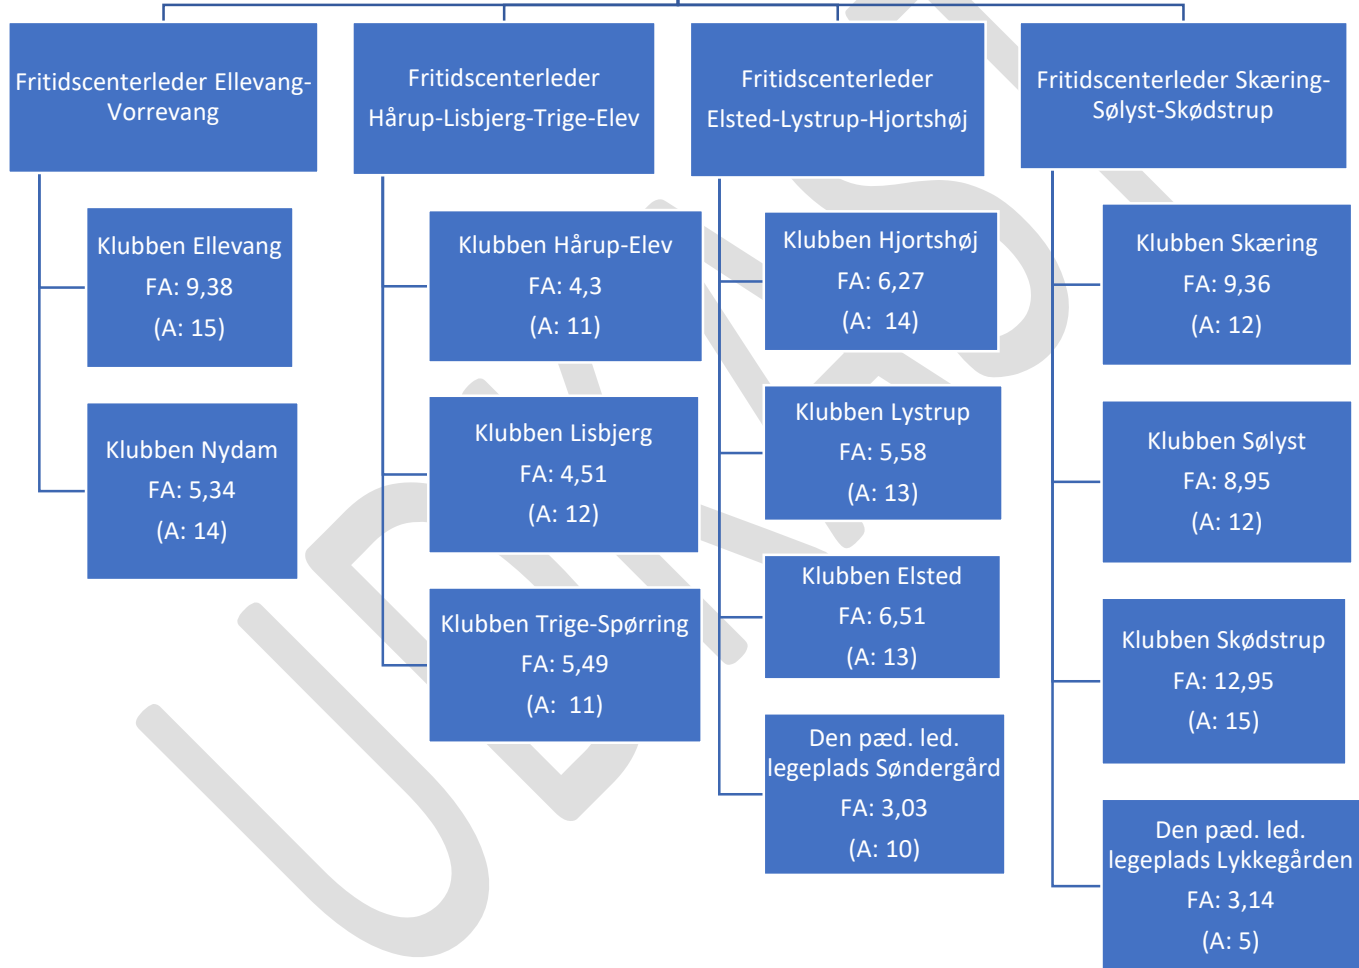 Fritidscenterleder Ellevang-
Vorrevang
Klubben Ellevang
FA: 9,38
(A: 15)
Klubben Nydam
FA: 5,34
(A: 14)
Fritidscenterleder
Hårup-Lisbjerg-Trige-Elev
Klubben Hårup-Elev
FA: 4,3
(A: 11)
Klubben Lisbjerg
FA: 4,51
(A: 12)
Klubben Trige-Spørring
FA: 5,49
(A: 11)
Fritidscenterleder
Elsted-Lystrup-Hjortshøj
Klubben Hjortshøj
FA: 6,27
(A: 14)
Klubben Lystrup
FA: 5,58
(A: 13)
Klubben Elsted
FA: 6,51
(A: 13)
Den pæd. led.
legeplads Søndergård
FA: 3,03
(A: 10)
Fritidscenterleder Skæring-
Sølyst-Skødstrup
Klubben Skæring
FA: 9,36
(A: 12)
Klubben Sølyst
FA: 8,95
(A: 12)
Klubben Skødstrup
FA: 12,95
(A: 15)
Den pæd. led.
legeplads Lykkegården
FA: 3,14
(A: 5)